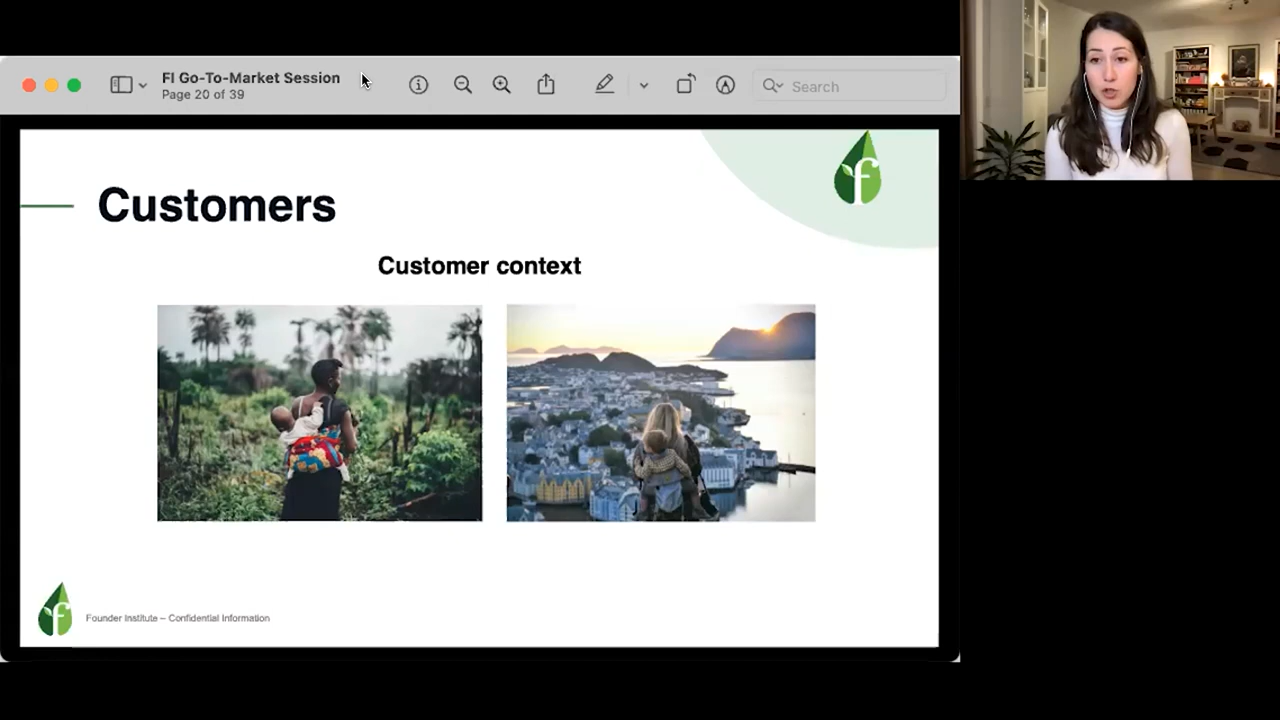 FI Go-To-Market Session
Page 20 of 39
Search
Customers
Customer context
Founder Institute – Confidential Information